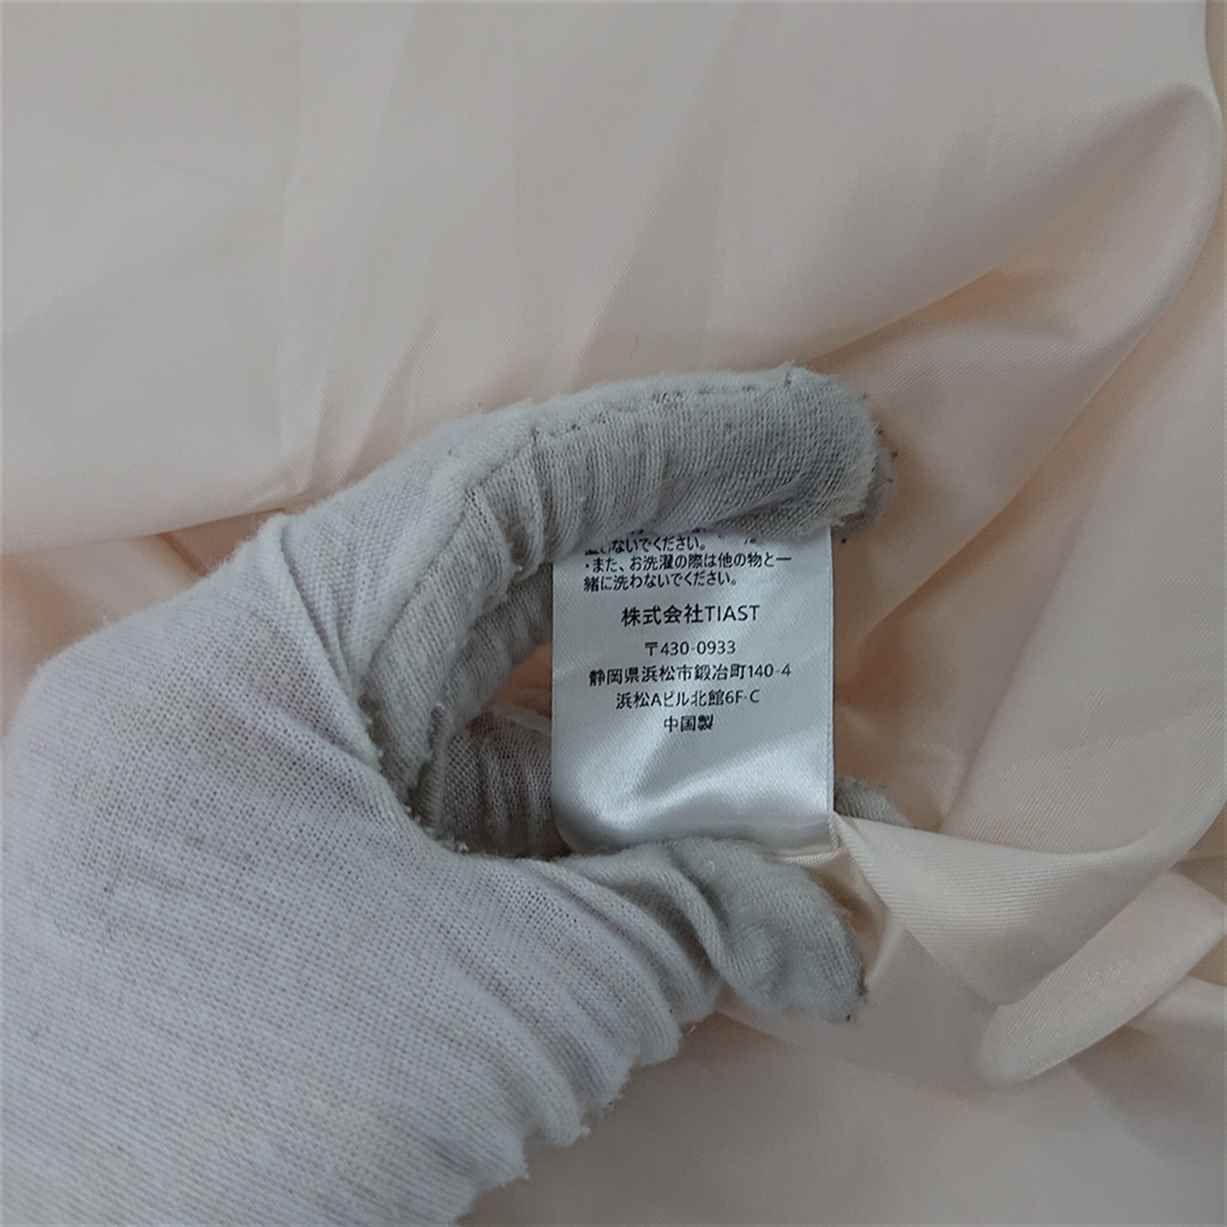 ないでください。
・また、お洗濯の際は他の物と一
緒に洗わないでください。
株式会社TIAST
〒430-0933
静岡県浜松市鍛冶町140-4
浜松Aビル北館6F-C
中国製